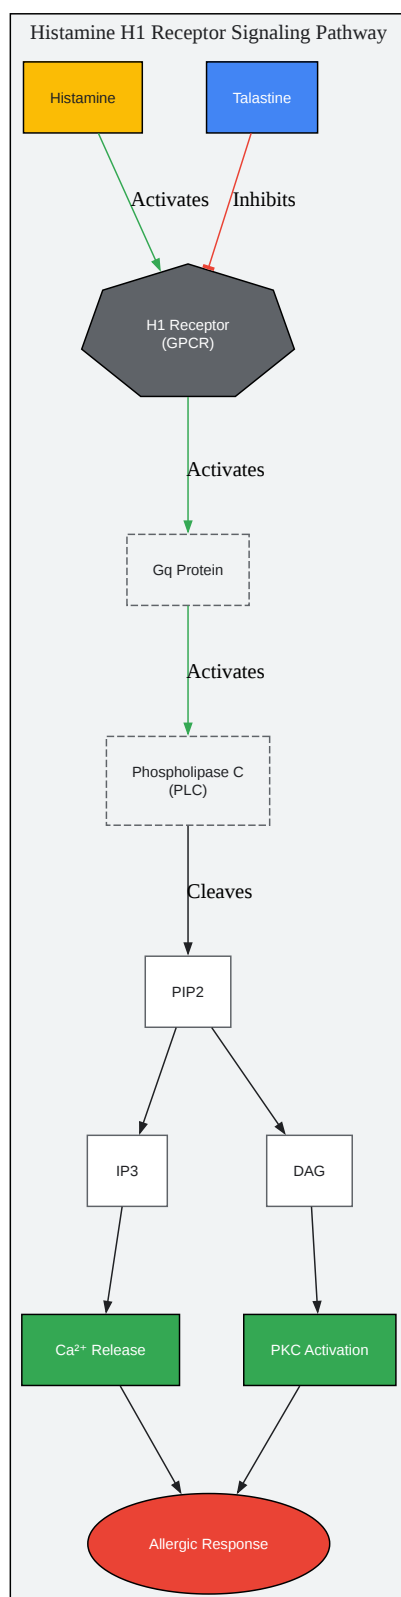 Histamine H1 Receptor Signaling Pathway
Histamine
Talastine
Activates
Inhibits
H1 Receptor
(GPCR)
Activates
Gq Protein
Activates
Phospholipase C
(PLC)
Cleaves
PIP2
IP3
DAG
Ca²⁺ Release
PKC Activation
Allergic Response